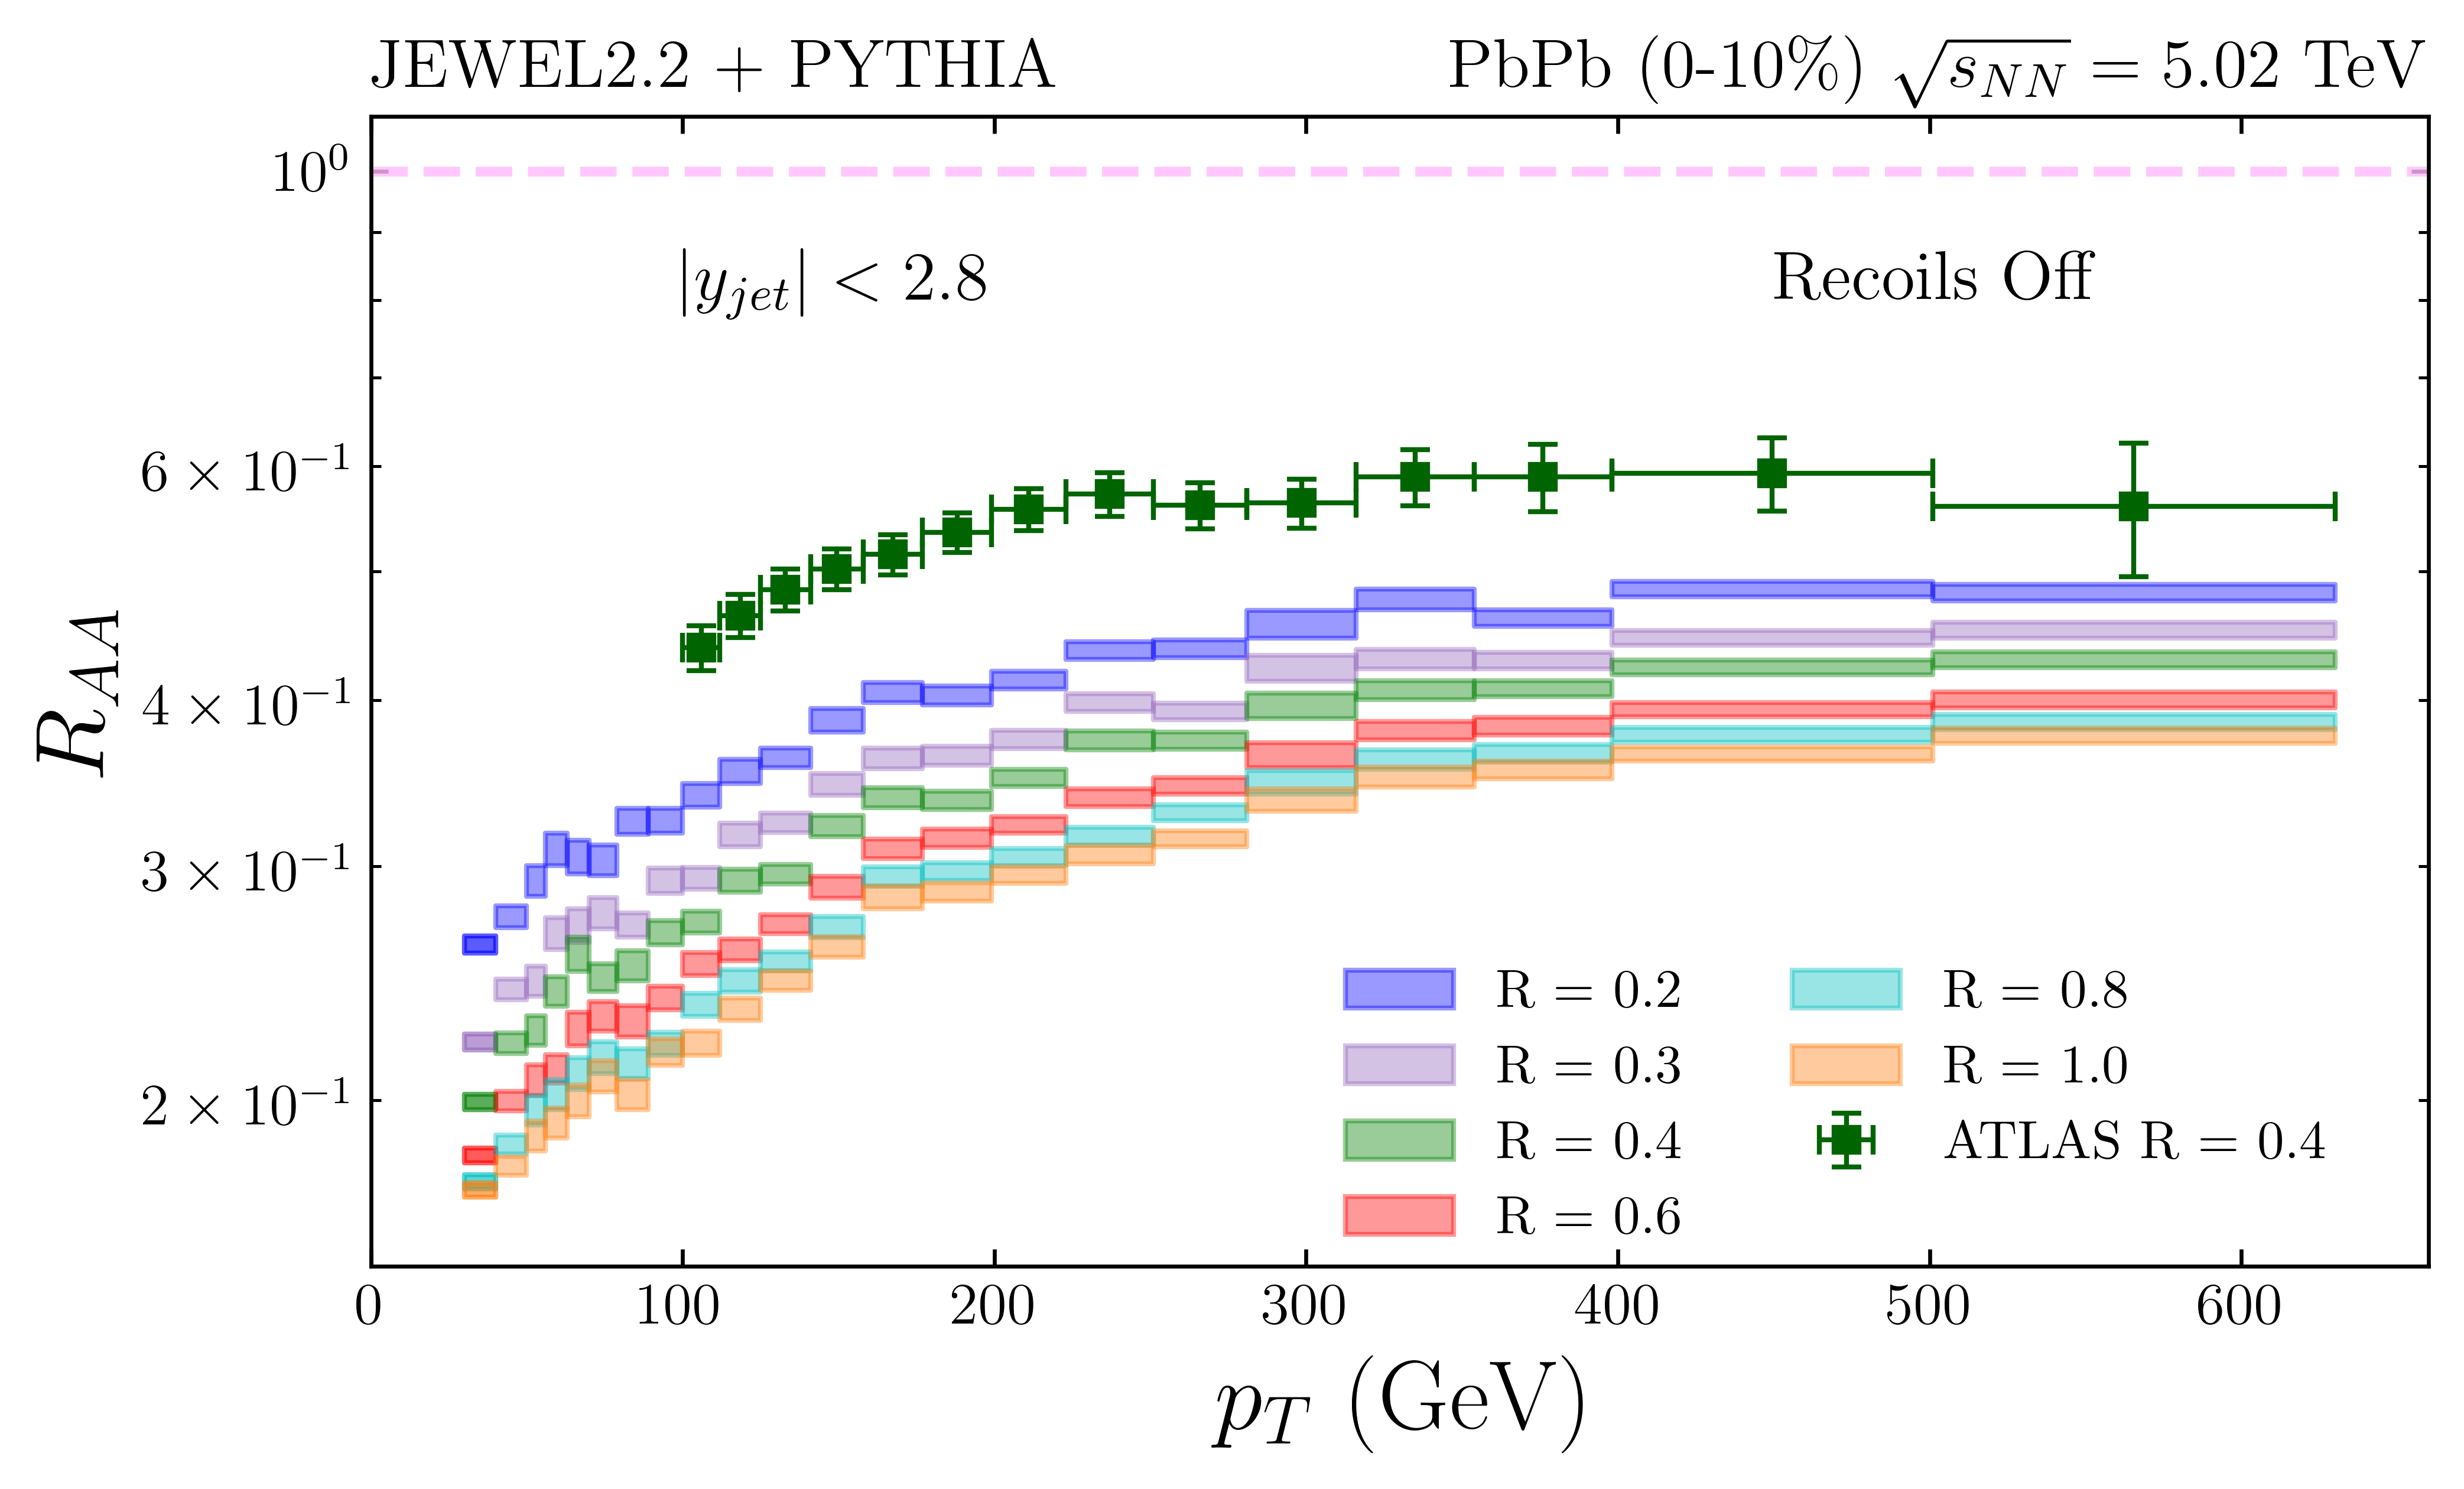 JEWEL2.2 + PYTHIA
PbPb (0-10%) √s_NN = 5.02 TeV
|y_jet| < 2.8
Recoils Off
R_AA
10⁰
6 × 10⁻¹
4 × 10⁻¹
3 × 10⁻¹
2 × 10⁻¹
R = 0.2
R = 0.3
R = 0.4
R = 0.6
R = 0.8
R = 1.0
ATLAS R = 0.4
0 100 200 300 400 500 600
p_T (GeV)